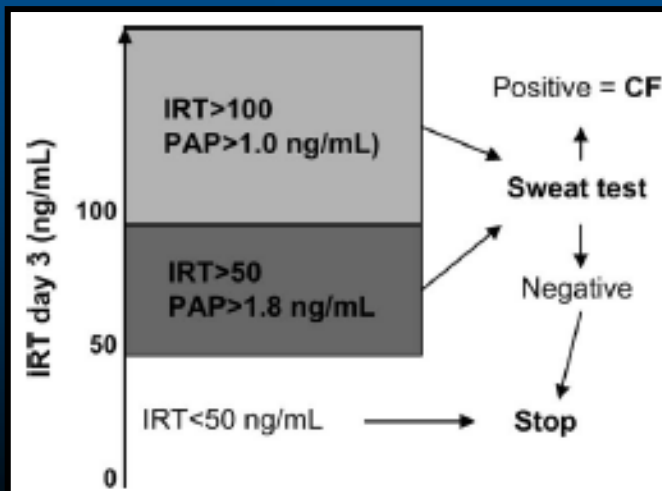 IRT day 3 (ng/mL)
100
50
0
IRT>100
PAP>1.0 ng/mL)
IRT>50
PAP>1.8 ng/mL
IRT<50 ng/mL
Positive = CF
Sweat test
Negative
Stop